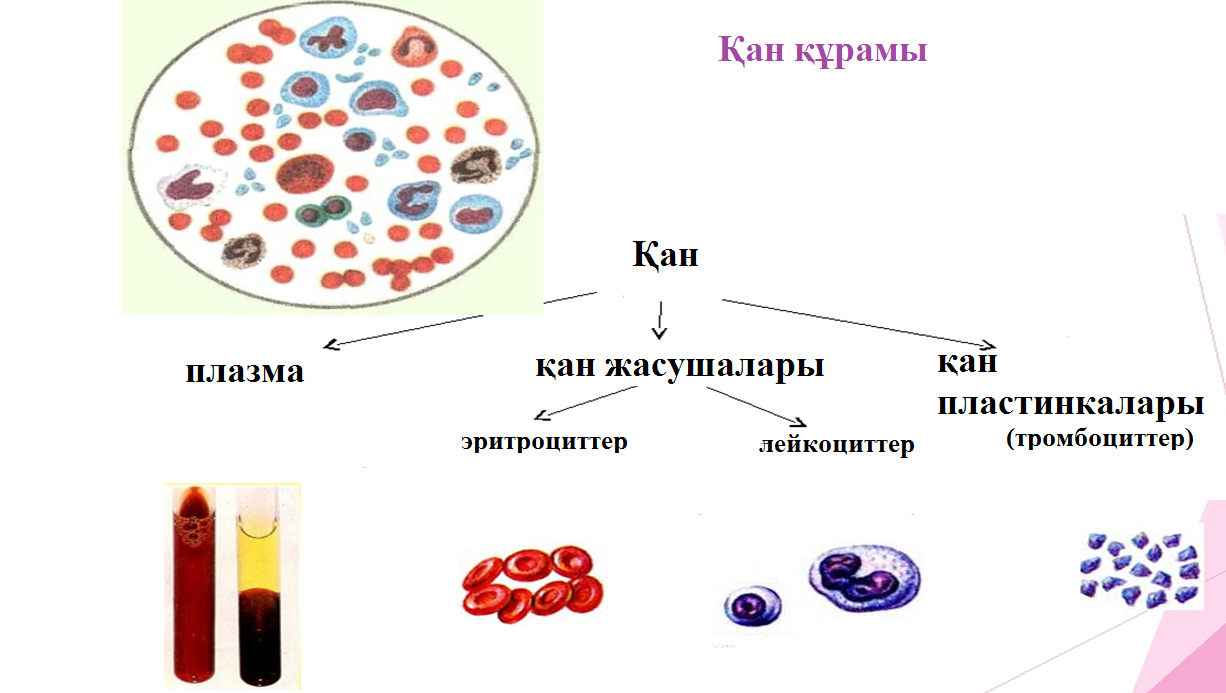 Қан құрамы
Қан
плазма
қан жасушалары
қан
пластинкалары
(тромбоциттер)
эритроциттер
лейкоциттер